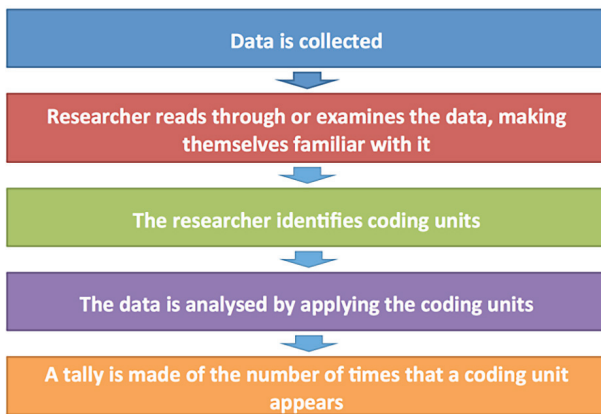 Data is collected
Researcher reads through or examines the data, making
themselves familiar with it
The researcher identifies coding units
The data is analysed by applying the coding units
A tally is made of the number of times that a coding unit
appears